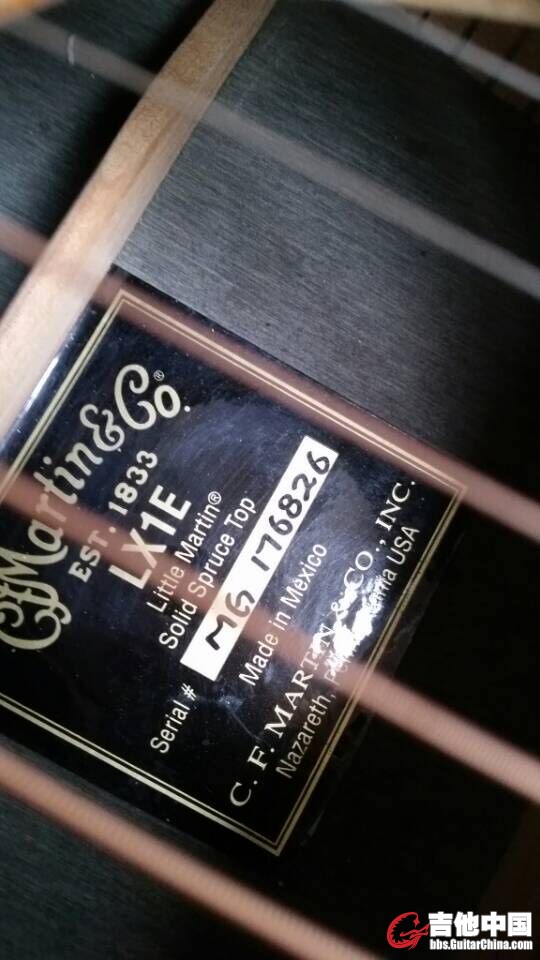 C.F. Martin & Co.®
EST. 1833
LX1E
Little Martin®
Solid Spruce Top
Serial # MG 176826
Made in Mexico
C. F. MARTIN & CO., INC.
Nazareth, USA
吉他中国
bbs.GuitarChina.com